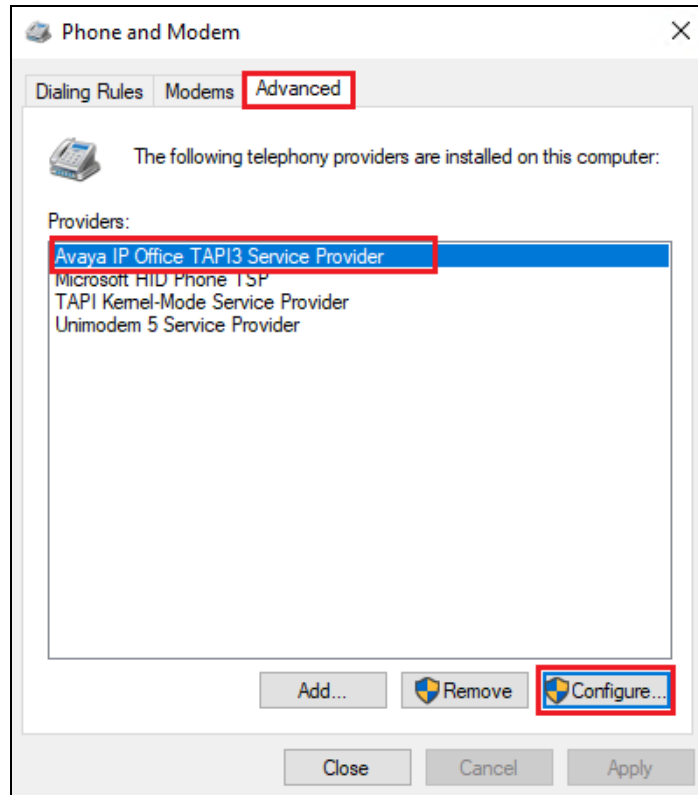 Phone and Modem
Dialing Rules Modems Advanced
The following telephony providers are installed on this computer:
Providers:
Avaya IP Office TAPI3 Service Provider
Microsoft HID Phone TSP
TAPI Kernel-Mode Service Provider
Unimodem 5 Service Provider
Add... Remove Configure...
Close Cancel Apply